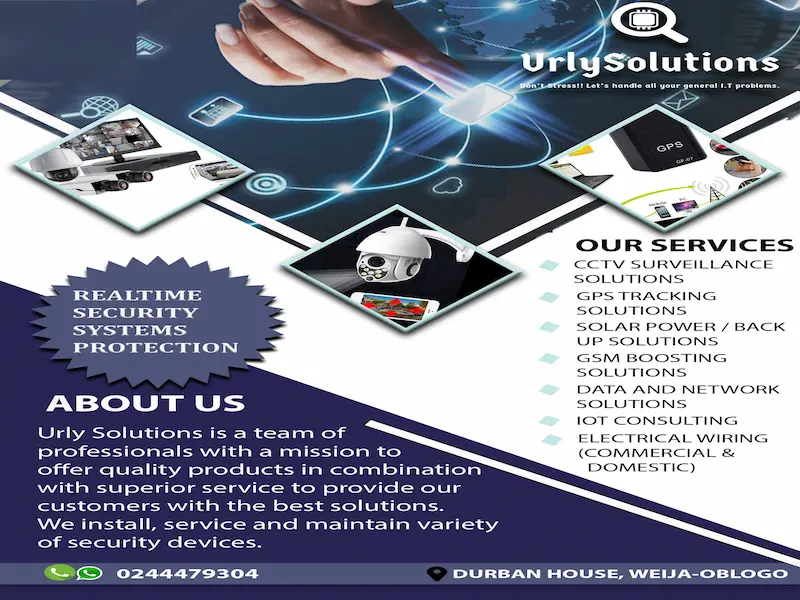 UrlySolutions
Don't Stress!! Let's handle all your general I.T problems.
GPS
GF-07
Mobile
PC
REALTIME
SECURITY
SYSTEMS
PROTECTION
OUR SERVICES
CCTV SURVEILLANCE
SOLUTIONS
GPS TRACKING
SOLUTIONS
SOLAR POWER / BACK
UP SOLUTIONS
GSM BOOSTING
SOLUTIONS
DATA AND NETWORK
SOLUTIONS
IOT CONSULTING
ELECTRICAL WIRING
(COMMERCIAL &
DOMESTIC)
ABOUT US
Urly Solutions is a team of
professionals with a mission to
offer quality products in combination
with superior service to provide our
customers with the best solutions.
We install, service and maintain variety
of security devices.
0244479304
DURBAN HOUSE, WEIJA-OBLOGO